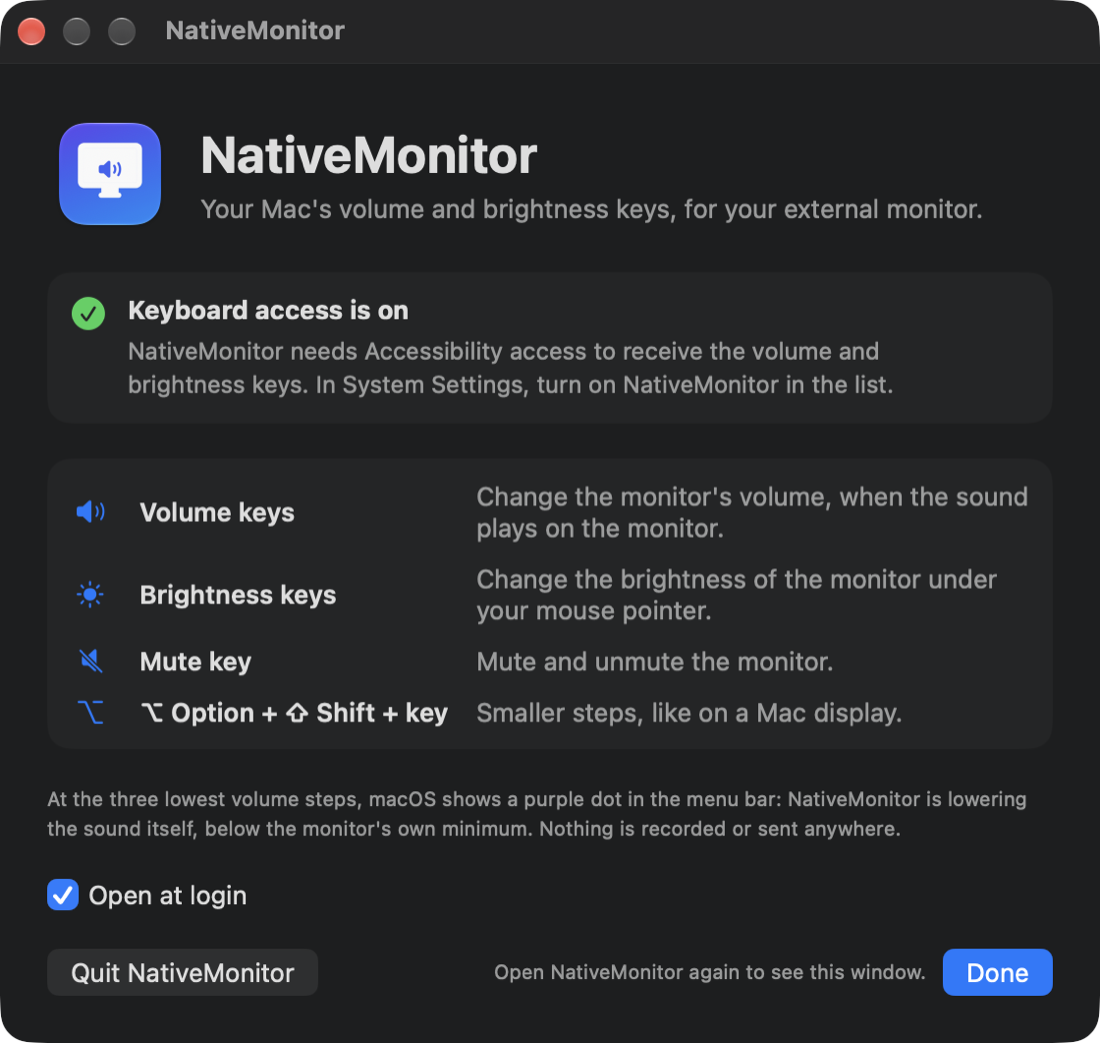 NativeMonitor
NativeMonitor
Your Mac's volume and brightness keys, for your external monitor.
Keyboard access is on
NativeMonitor needs Accessibility access to receive the volume and
brightness keys. In System Settings, turn on NativeMonitor in the list.
Volume keys
Change the monitor's volume, when the sound
plays on the monitor.
Brightness keys
Change the brightness of the monitor under
your mouse pointer.
Mute key
Mute and unmute the monitor.
⌥ Option + ⇧ Shift + key
Smaller steps, like on a Mac display.
At the three lowest volume steps, macOS shows a purple dot in the menu bar: NativeMonitor is lowering
the sound itself, below the monitor's own minimum. Nothing is recorded or sent anywhere.
Open at login
Quit NativeMonitor
Open NativeMonitor again to see this window.
Done